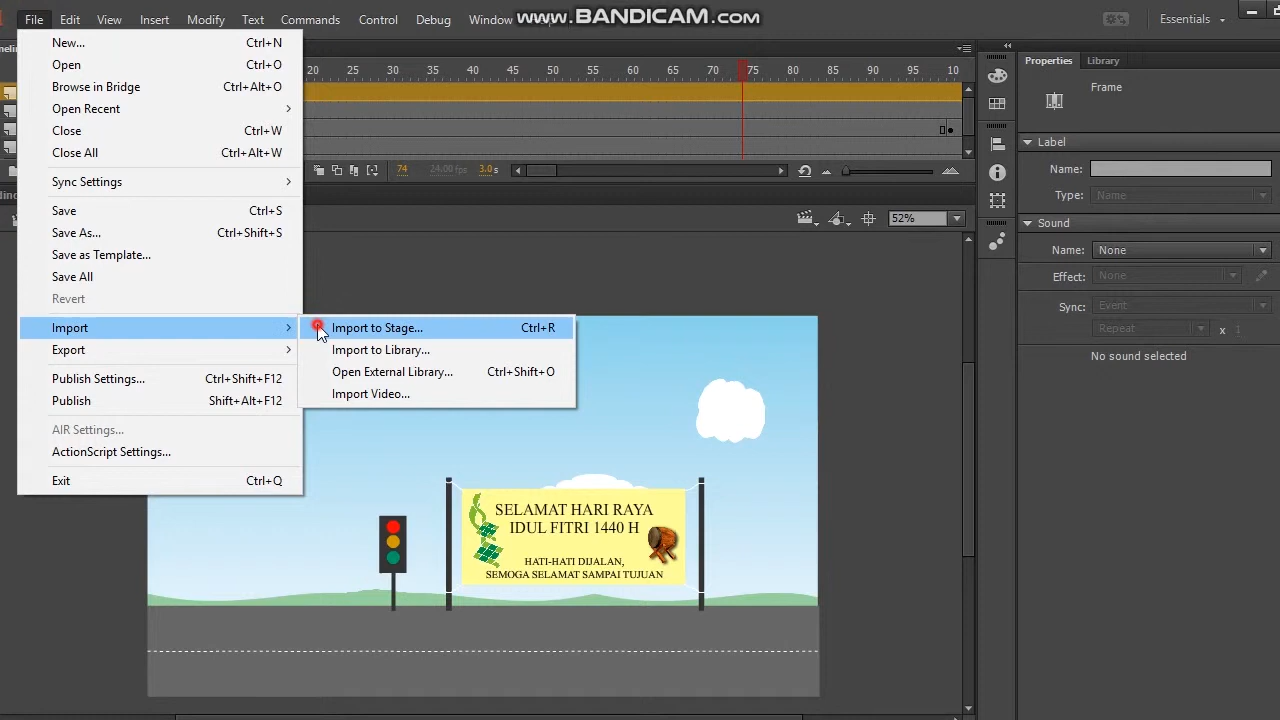 File Edit View Insert Modify Text Commands Control Debug Window
www.BANDICAM.com
Essentials
New... Ctrl+N
Open Ctrl+O
Browse in Bridge Ctrl+Alt+O
Open Recent
Close Ctrl+W
Close All Ctrl+Alt+W
Sync Settings
Save Ctrl+S
Save As... Ctrl+Shift+S
Save as Template...
Save All
Revert
Import
Export
Publish Settings... Ctrl+Shift+F12
Publish Shift+Alt+F12
AIR Settings...
ActionScript Settings...
Exit Ctrl+Q
Import to Stage... Ctrl+R
Import to Library...
Open External Library... Ctrl+Shift+O
Import Video...
20 25 30 35 40 45 50 55 60 65 70 75 80 85 90 95 10
74 24.00 fps 3.0 s
52%
SELAMAT HARI RAYA
IDUL FITRI 1440 H
HATI-HATI DIJALAN,
SEMOGA SELAMAT SAMPAI TUJUAN
Properties Library
Frame
Label
Name:
Type: Name
Sound
Name: None
Effect: None
Sync: Event
Repeat x 1
No sound selected